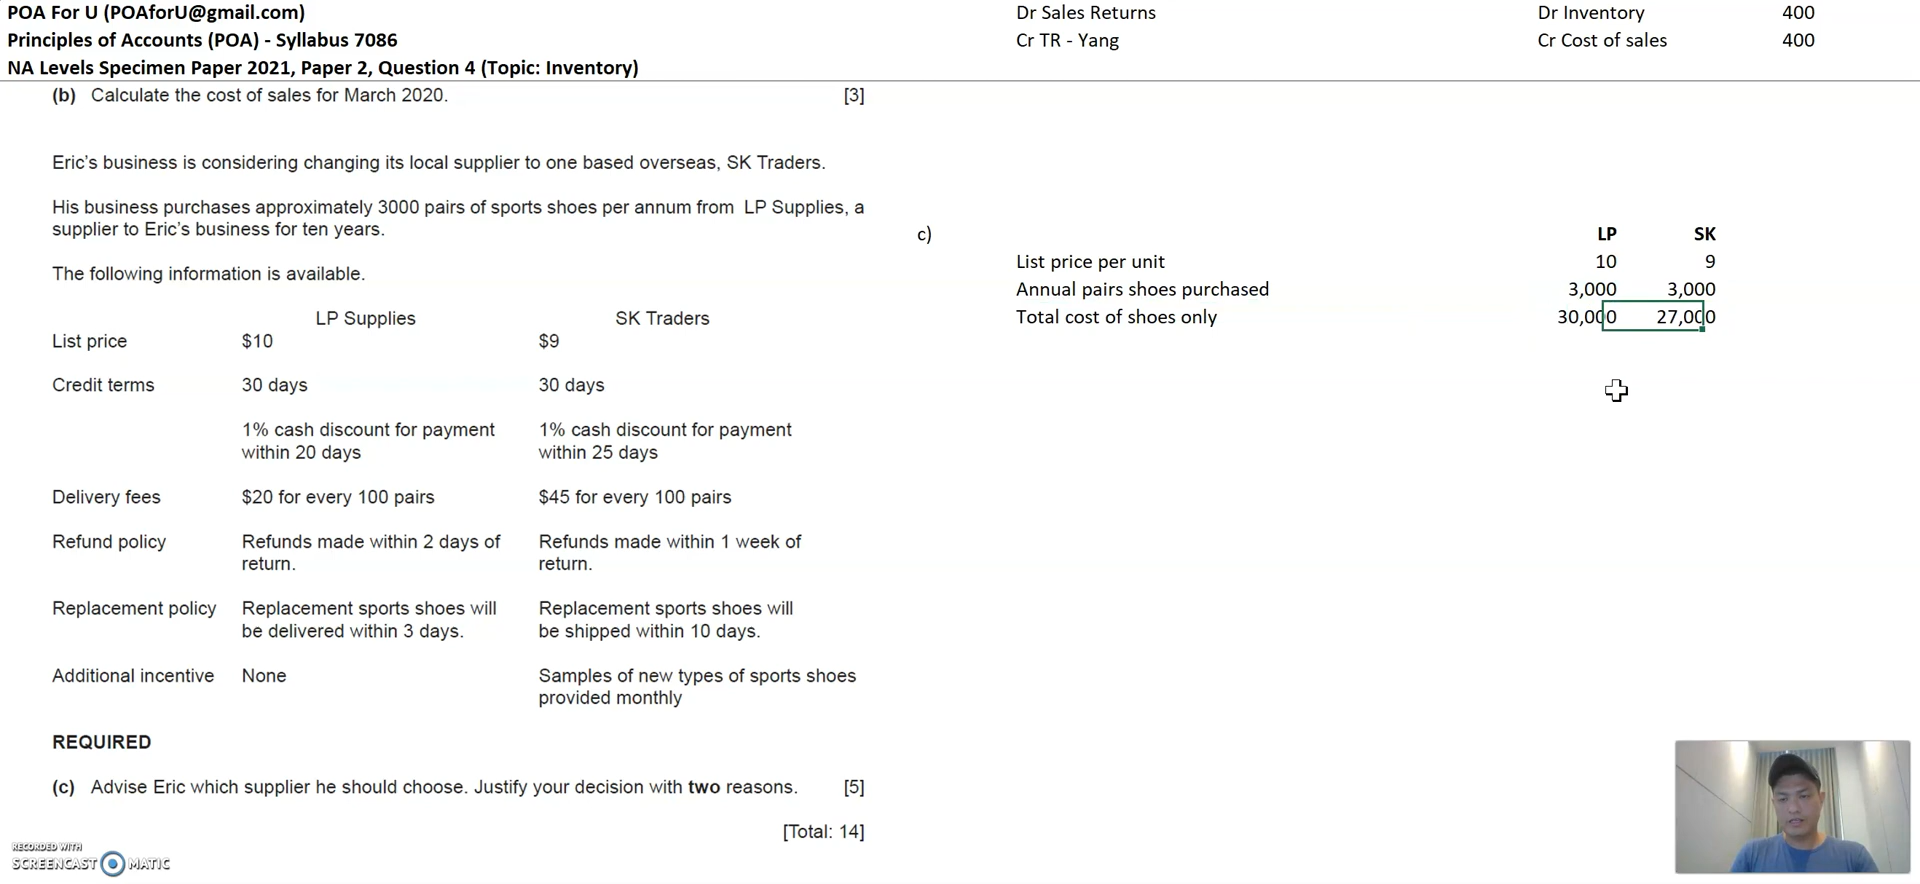 POA For U (POAforU@gmail.com)
Principles of Accounts (POA) - Syllabus 7086
NA Levels Specimen Paper 2021, Paper 2, Question 4 (Topic: Inventory)
Dr Sales Returns Dr Inventory 400
Cr TR - Yang Cr Cost of sales 400
(b) Calculate the cost of sales for March 2020. [3]
Eric's business is considering changing its local supplier to one based overseas, SK Traders.
His business purchases approximately 3000 pairs of sports shoes per annum from LP Supplies, a
supplier to Eric's business for ten years.
The following information is available.
LP Supplies SK Traders
List price $10 $9
Credit terms 30 days 30 days
1% cash discount for payment 1% cash discount for payment
within 20 days within 25 days
Delivery fees $20 for every 100 pairs $45 for every 100 pairs
Refund policy Refunds made within 2 days of Refunds made within 1 week of
return. return.
Replacement policy Replacement sports shoes will Replacement sports shoes will
be delivered within 3 days. be shipped within 10 days.
Additional incentive None Samples of new types of sports shoes
provided monthly
REQUIRED
(c) Advise Eric which supplier he should choose. Justify your decision with two reasons. [5]
[Total: 14]
c) LP SK
List price per unit 10 9
Annual pairs shoes purchased 3,000 3,000
Total cost of shoes only 30,000 27,000
RECORDED WITH
SCREENCAST MATIC